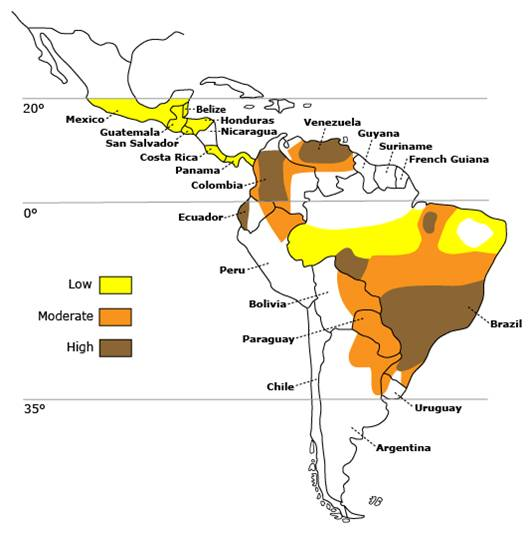 20°
Mexico
Belize
Honduras
Guatemala
Nicaragua
San Salvador
Costa Rica
Panama
Venezuela
Guyana
Suriname
French Guiana
Colombia
0°
Ecuador
Peru
Low
Moderate
High
Bolivia
Paraguay
Brazil
Chile
35°
Uruguay
Argentina